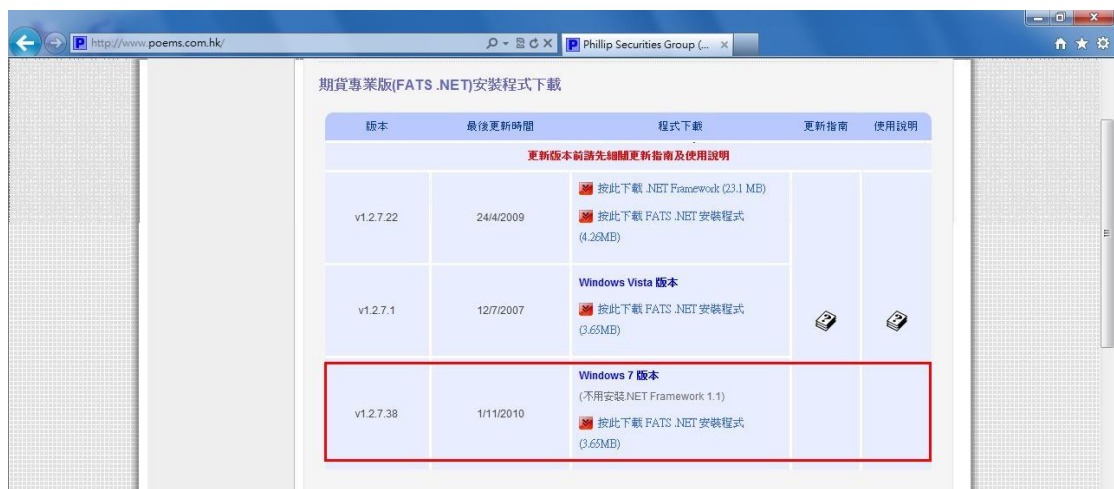 http://www.poems.com.hk/
Phillip Securities Group (...
期貨專業版(FATS .NET)安裝程式下載
版本 最後更新時間 程式下載 更新指南 使用說明
更新版本前請先細閱更新指南及使用說明
v1.2.7.22 24/4/2009 按此下載 .NET Framework (23.1 MB)
按此下載 FATS .NET 安裝程式
(4.26MB)
Windows Vista 版本
v1.2.7.1 12/7/2007 按此下載 FATS .NET 安裝程式
(3.65MB)
Windows 7 版本
(不用安裝.NET Framework 1.1)
v1.2.7.38 1/11/2010 按此下載 FATS .NET 安裝程式
(3.65MB)